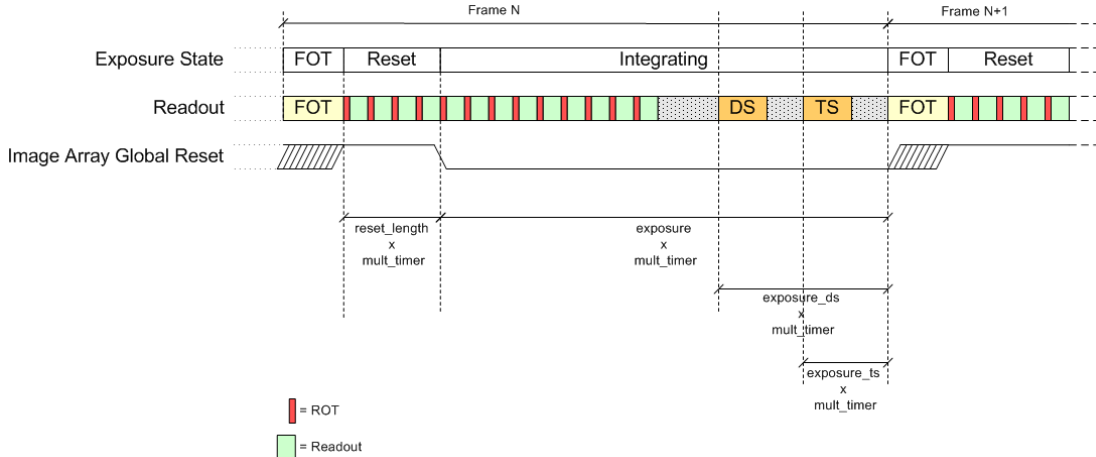 Frame N
Frame N+1
Exposure State
FOT
Reset
Integrating
FOT
Reset
Readout
FOT
DS
TS
FOT
Image Array Global Reset
reset_length
x
mult_timer
exposure
x
mult_timer
exposure_ds
x
mult_timer
exposure_ts
x
mult_timer
= ROT
= Readout